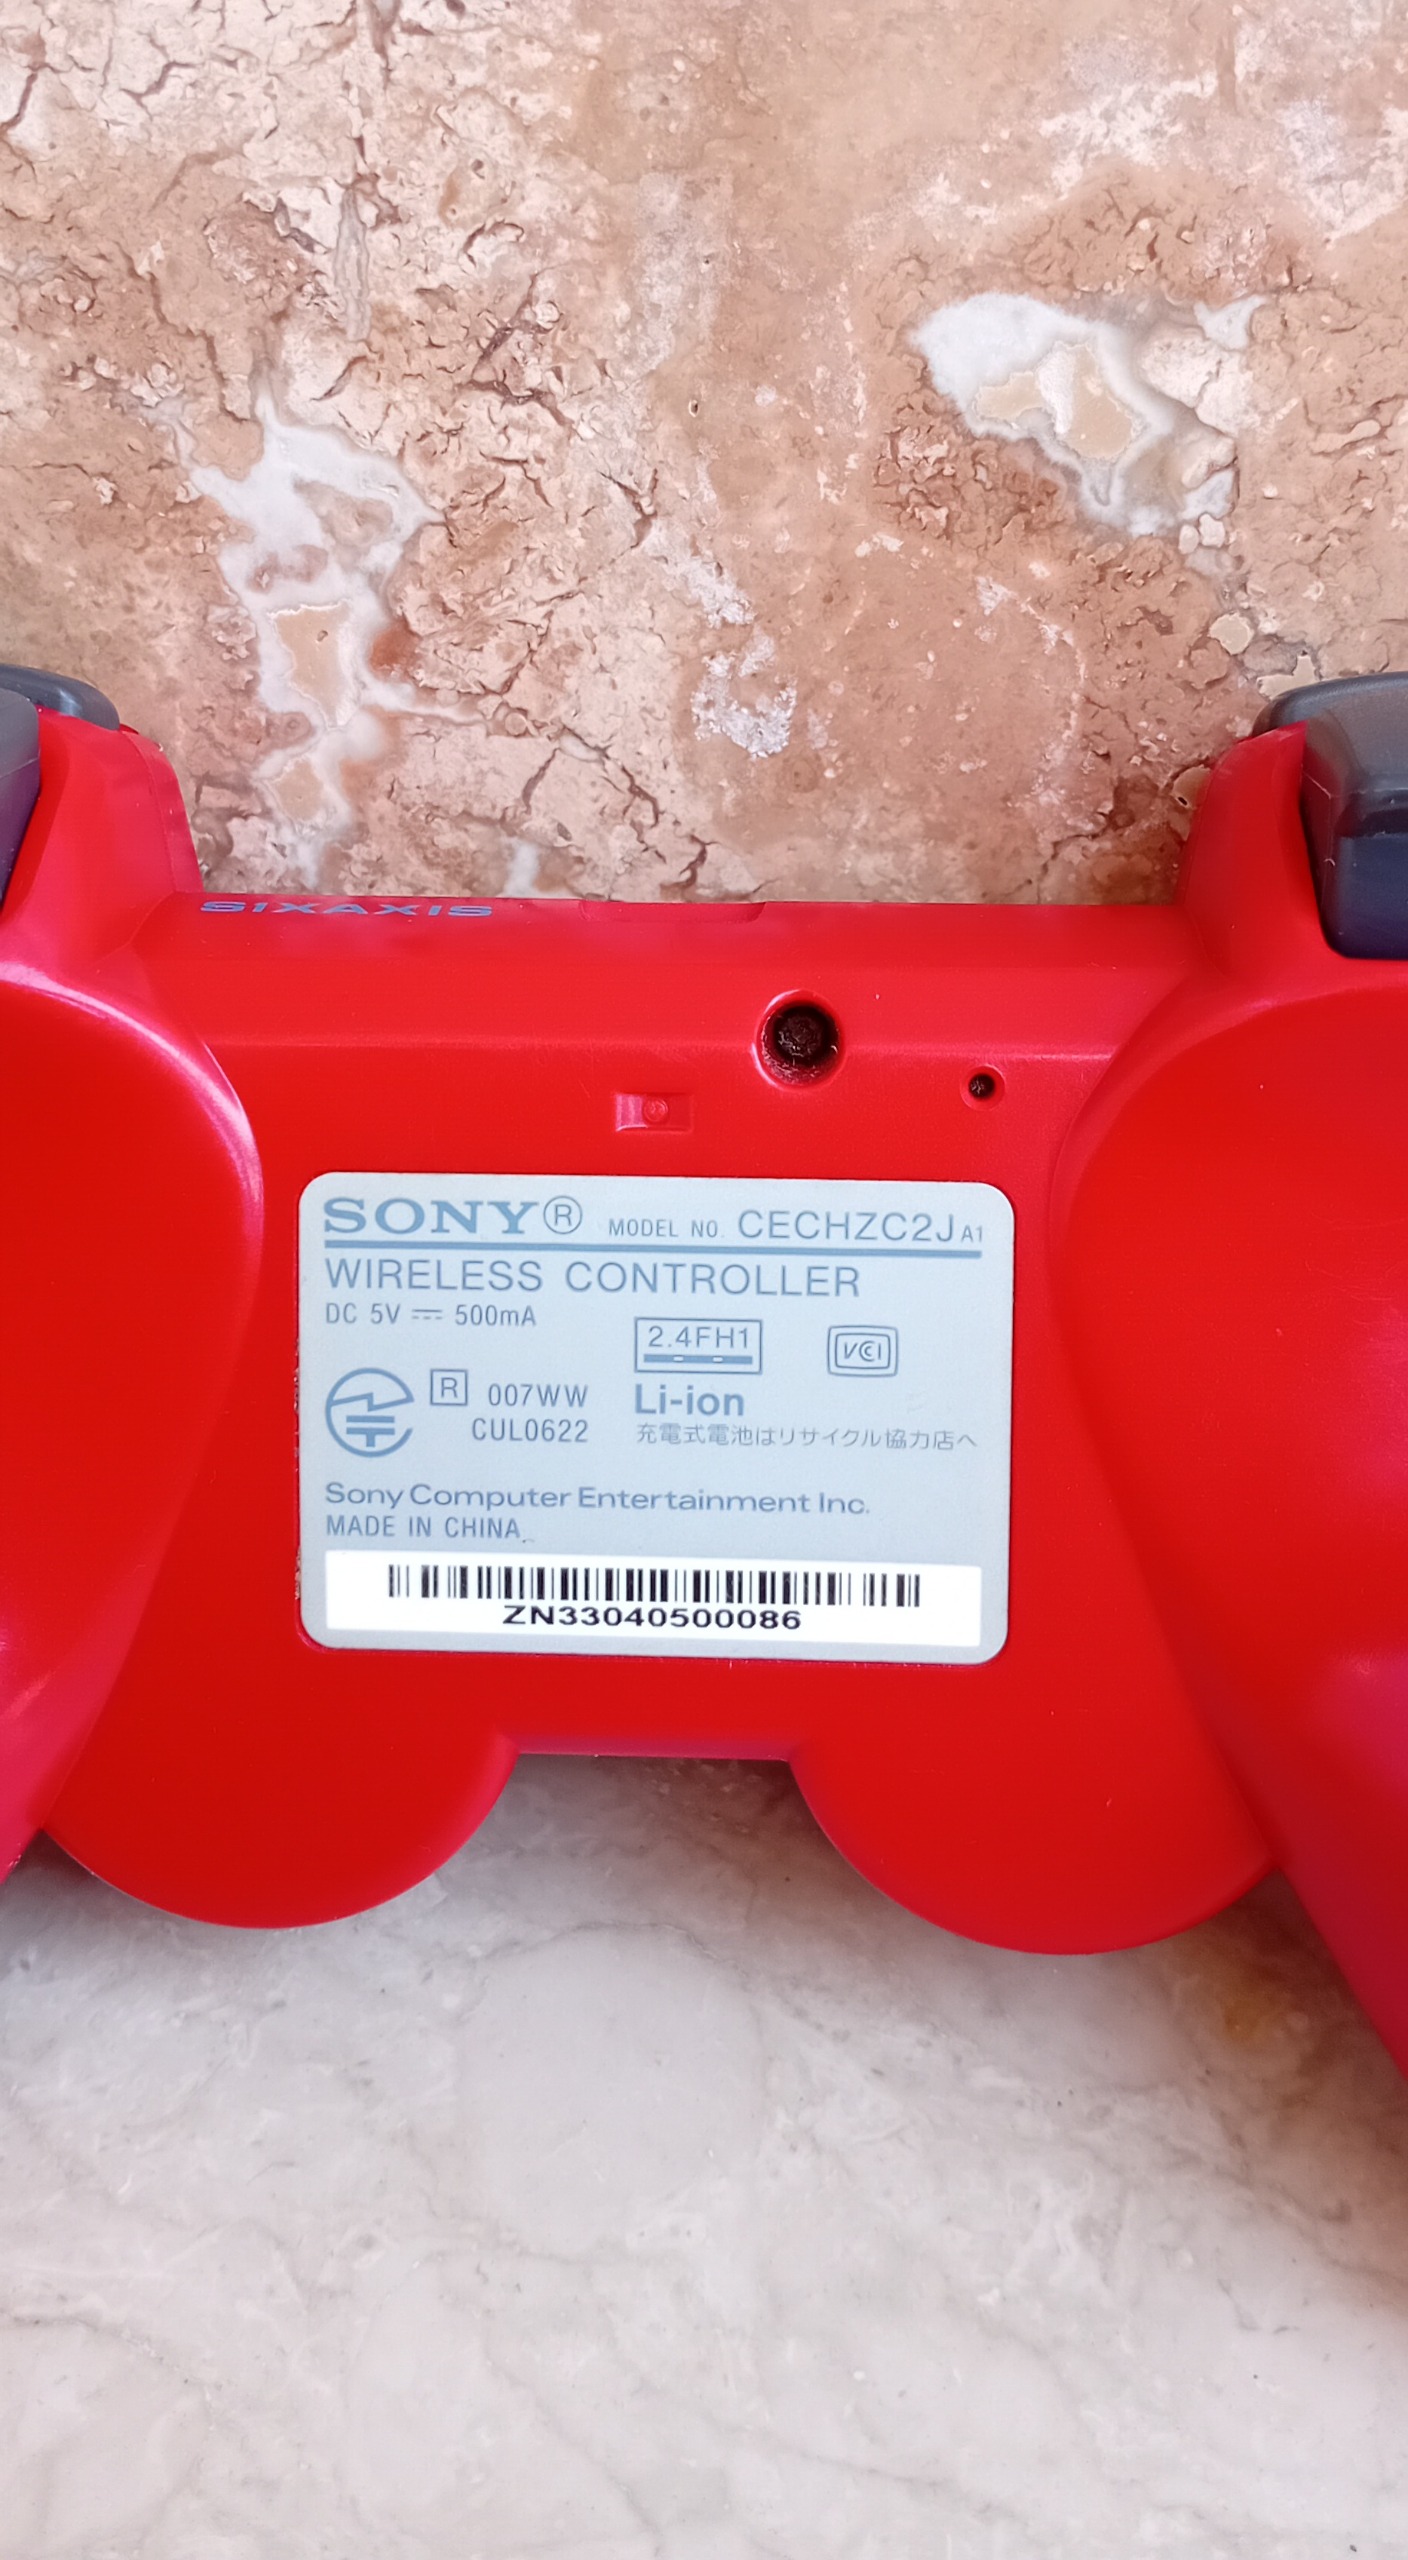 SIXAXIS
SONY® MODEL NO. CECHZC2J A1
WIRELESS CONTROLLER
DC 5V ⎓ 500mA
2.4FH1
VCI
R 007WW
CUL0622
Li-ion
充電式電池はリサイクル協力店へ
Sony Computer Entertainment Inc.
MADE IN CHINA
ZN33040500086